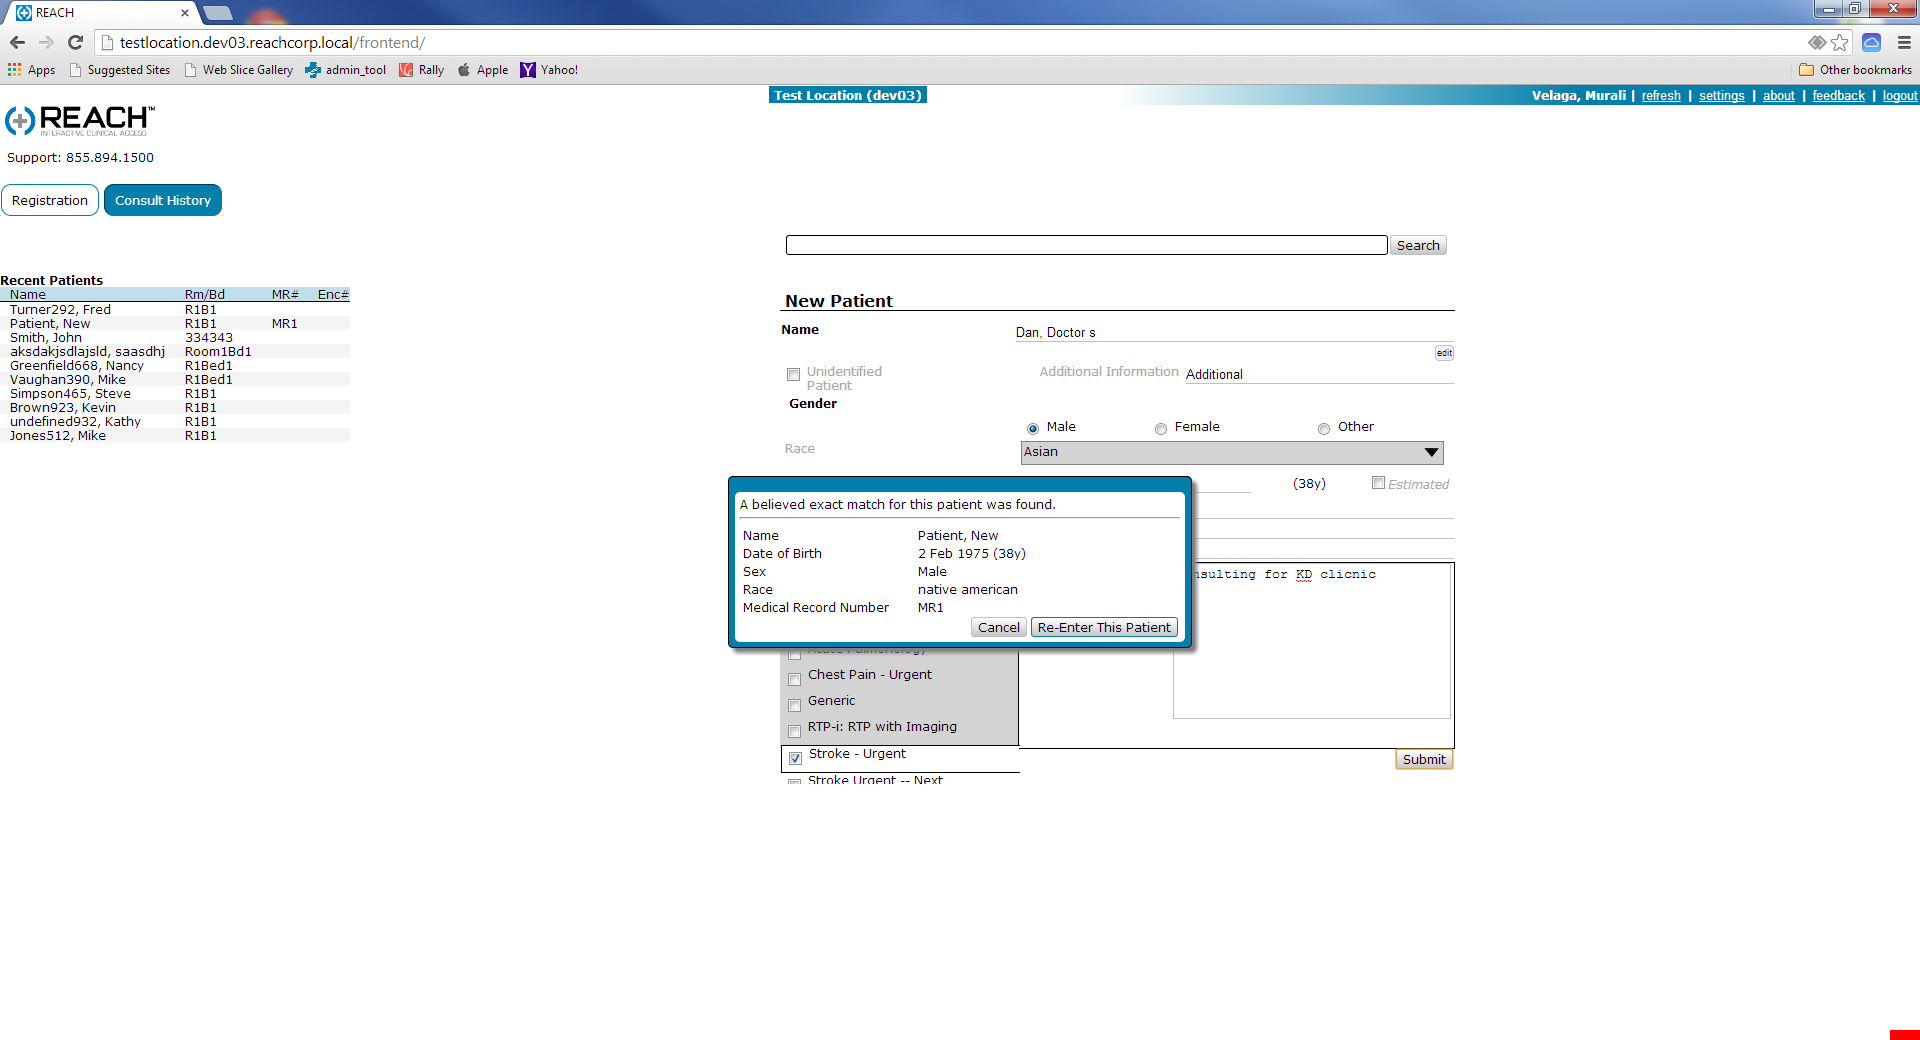 REACH
testlocation.dev03.reachcorp.local/frontend/
Apps Suggested Sites Web Slice Gallery admin_tool Rally Apple Yahoo! Other bookmarks
Test Location (dev03) Velaga, Murali | refresh | settings | about | feedback | logout
REACH™
INTERACTIVE CLINICAL ACCESS
Support: 855.894.1500
Registration Consult History
Search
Recent Patients
Name Rm/Bd MR# Enc#
Turner292, Fred R1B1
Patient, New R1B1 MR1
Smith, John 334343
aksdakjsdlajsld, saasdhj Room1Bd1
Greenfield668, Nancy R1Bed1
Vaughan390, Mike R1Bed1
Simpson465, Steve R1B1
Brown923, Kevin R1B1
undefined932, Kathy R1B1
Jones512, Mike R1B1
New Patient
Name Dan, Doctor s
edit
Unidentified Patient Additional Information Additional
Gender
Male Female Other
Race Asian
(38y) Estimated
A believed exact match for this patient was found.
Name Patient, New
Date of Birth 2 Feb 1975 (38y)
Sex Male
Race native american
Medical Record Number MR1
Cancel Re-Enter This Patient
nsulting for KD clicnic
Acute Pulmonology
Chest Pain - Urgent
Generic
RTP-i: RTP with Imaging
Stroke - Urgent
Stroke Urgent -- Next
Submit